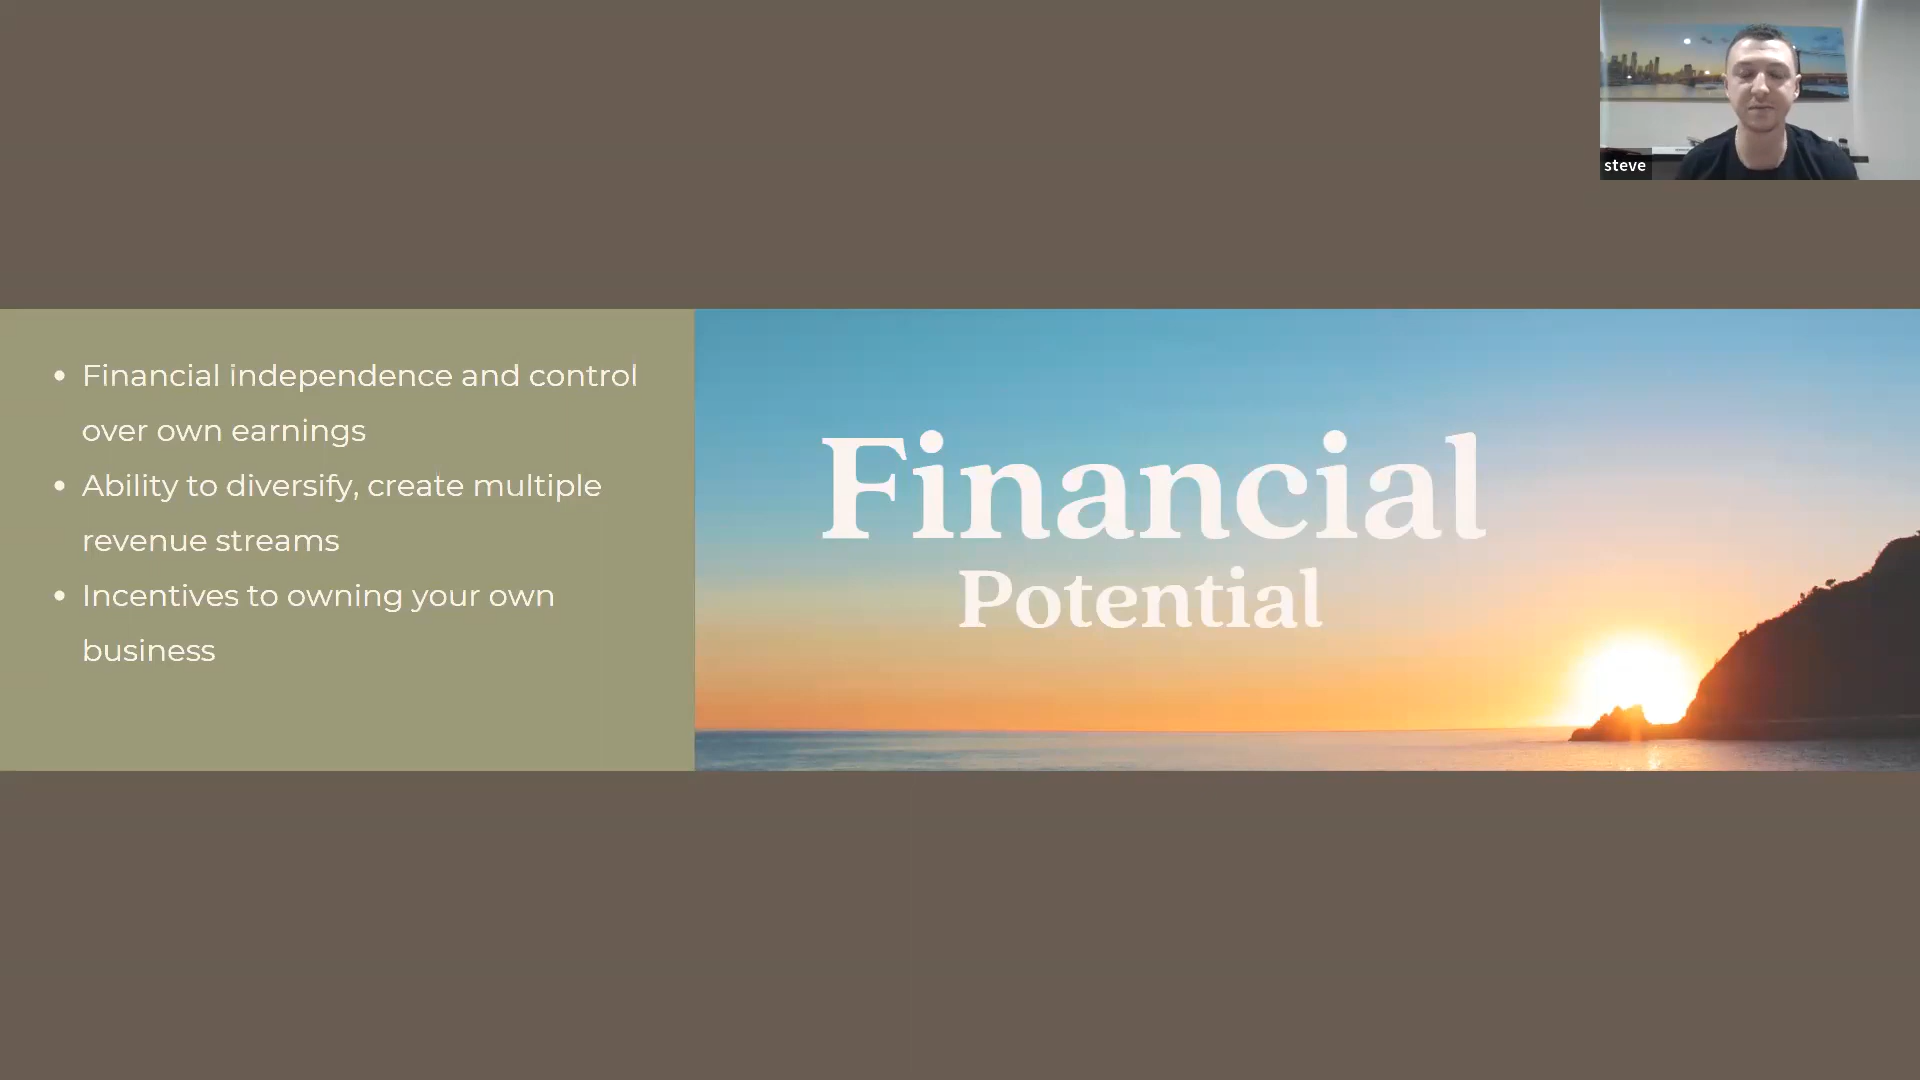 steve
• Financial independence and control
over own earnings
• Ability to diversify, create multiple
revenue streams
• Incentives to owning your own
business
Financial
Potential